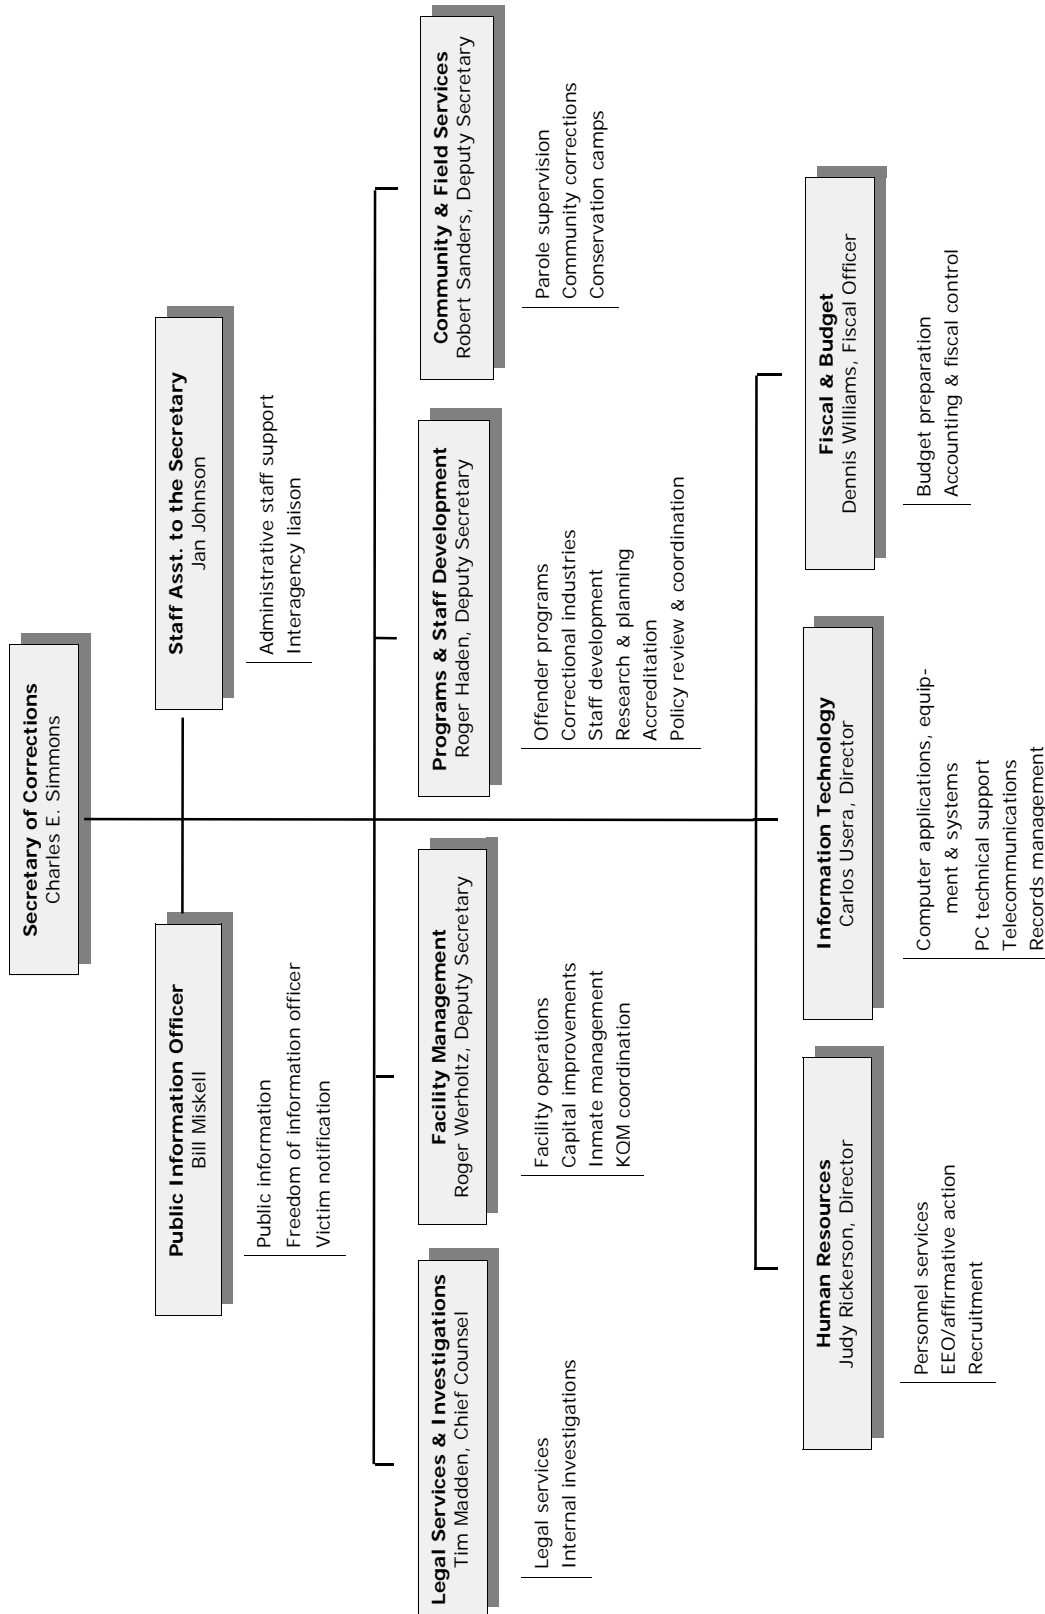 Secretary of Corrections
Charles E. Simmons
Public Information Officer
Bill Miskell
Public information
Freedom of information officer
Victim notification
Staff Asst. to the Secretary
Jan Johnson
Administrative staff support
Interagency liaison
Legal Services & Investigations
Tim Madden, Chief Counsel
Legal services
Internal investigations
Facility Management
Roger Werholtz, Deputy Secretary
Facility operations
Capital improvements
Inmate management
KQM coordination
Programs & Staff Development
Roger Haden, Deputy Secretary
Offender programs
Correctional industries
Staff development
Research & planning
Accreditation
Policy review & coordination
Community & Field Services
Robert Sanders, Deputy Secretary
Parole supervision
Community corrections
Conservation camps
Human Resources
Judy Rickerson, Director
Personnel services
EEO/affirmative action
Recruitment
Information Technology
Carlos Usera, Director
Computer applications, equip-
ment & systems
PC technical support
Telecommunications
Records management
Fiscal & Budget
Dennis Williams, Fiscal Officer
Budget preparation
Accounting & fiscal control